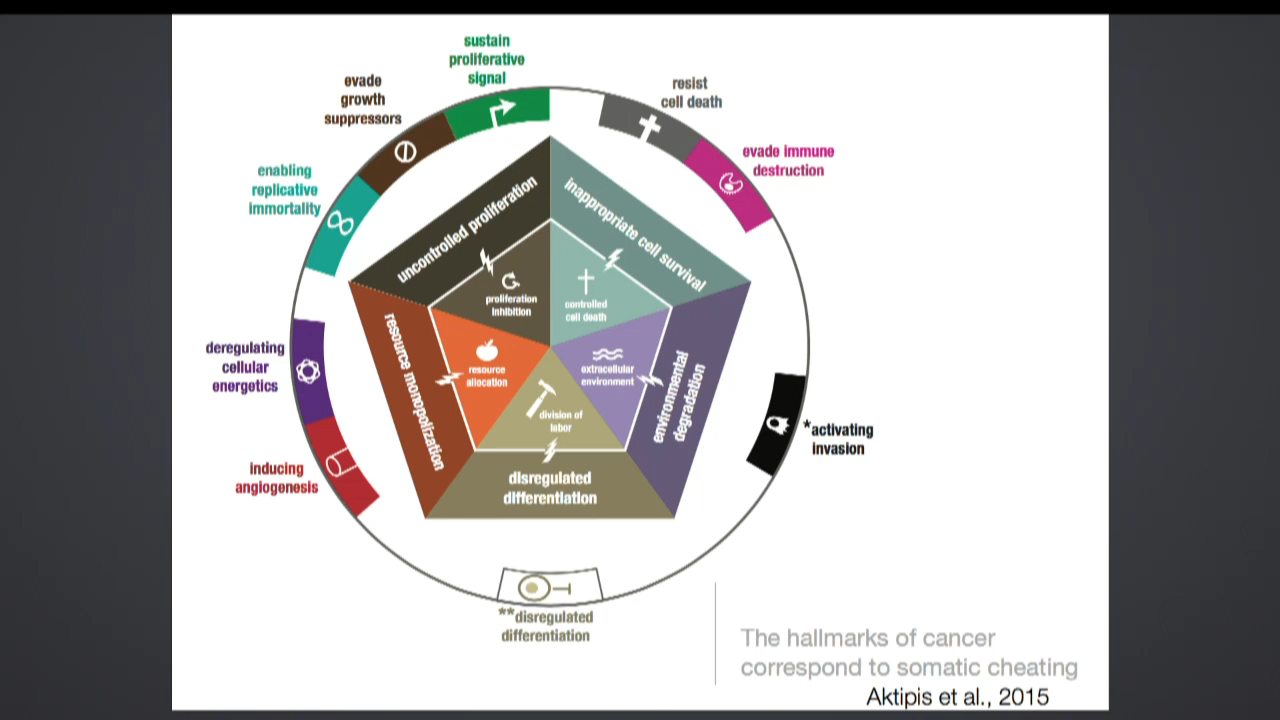 sustain
proliferative
signal
evade
growth
suppressors
resist
cell death
evade immune
destruction
enabling
replicative
immortality
uncontrolled proliferation
inappropriate cell survival
proliferation
inhibition
controlled
cell death
deregulating
cellular
energetics
resource monopolization
resource
allocation
extracellular
environment
environmental
degradation
division of
labor
*activating
invasion
inducing
angiogenesis
disregulated
differentiation
**disregulated
differentiation
The hallmarks of cancer
correspond to somatic cheating
Aktipis et al., 2015